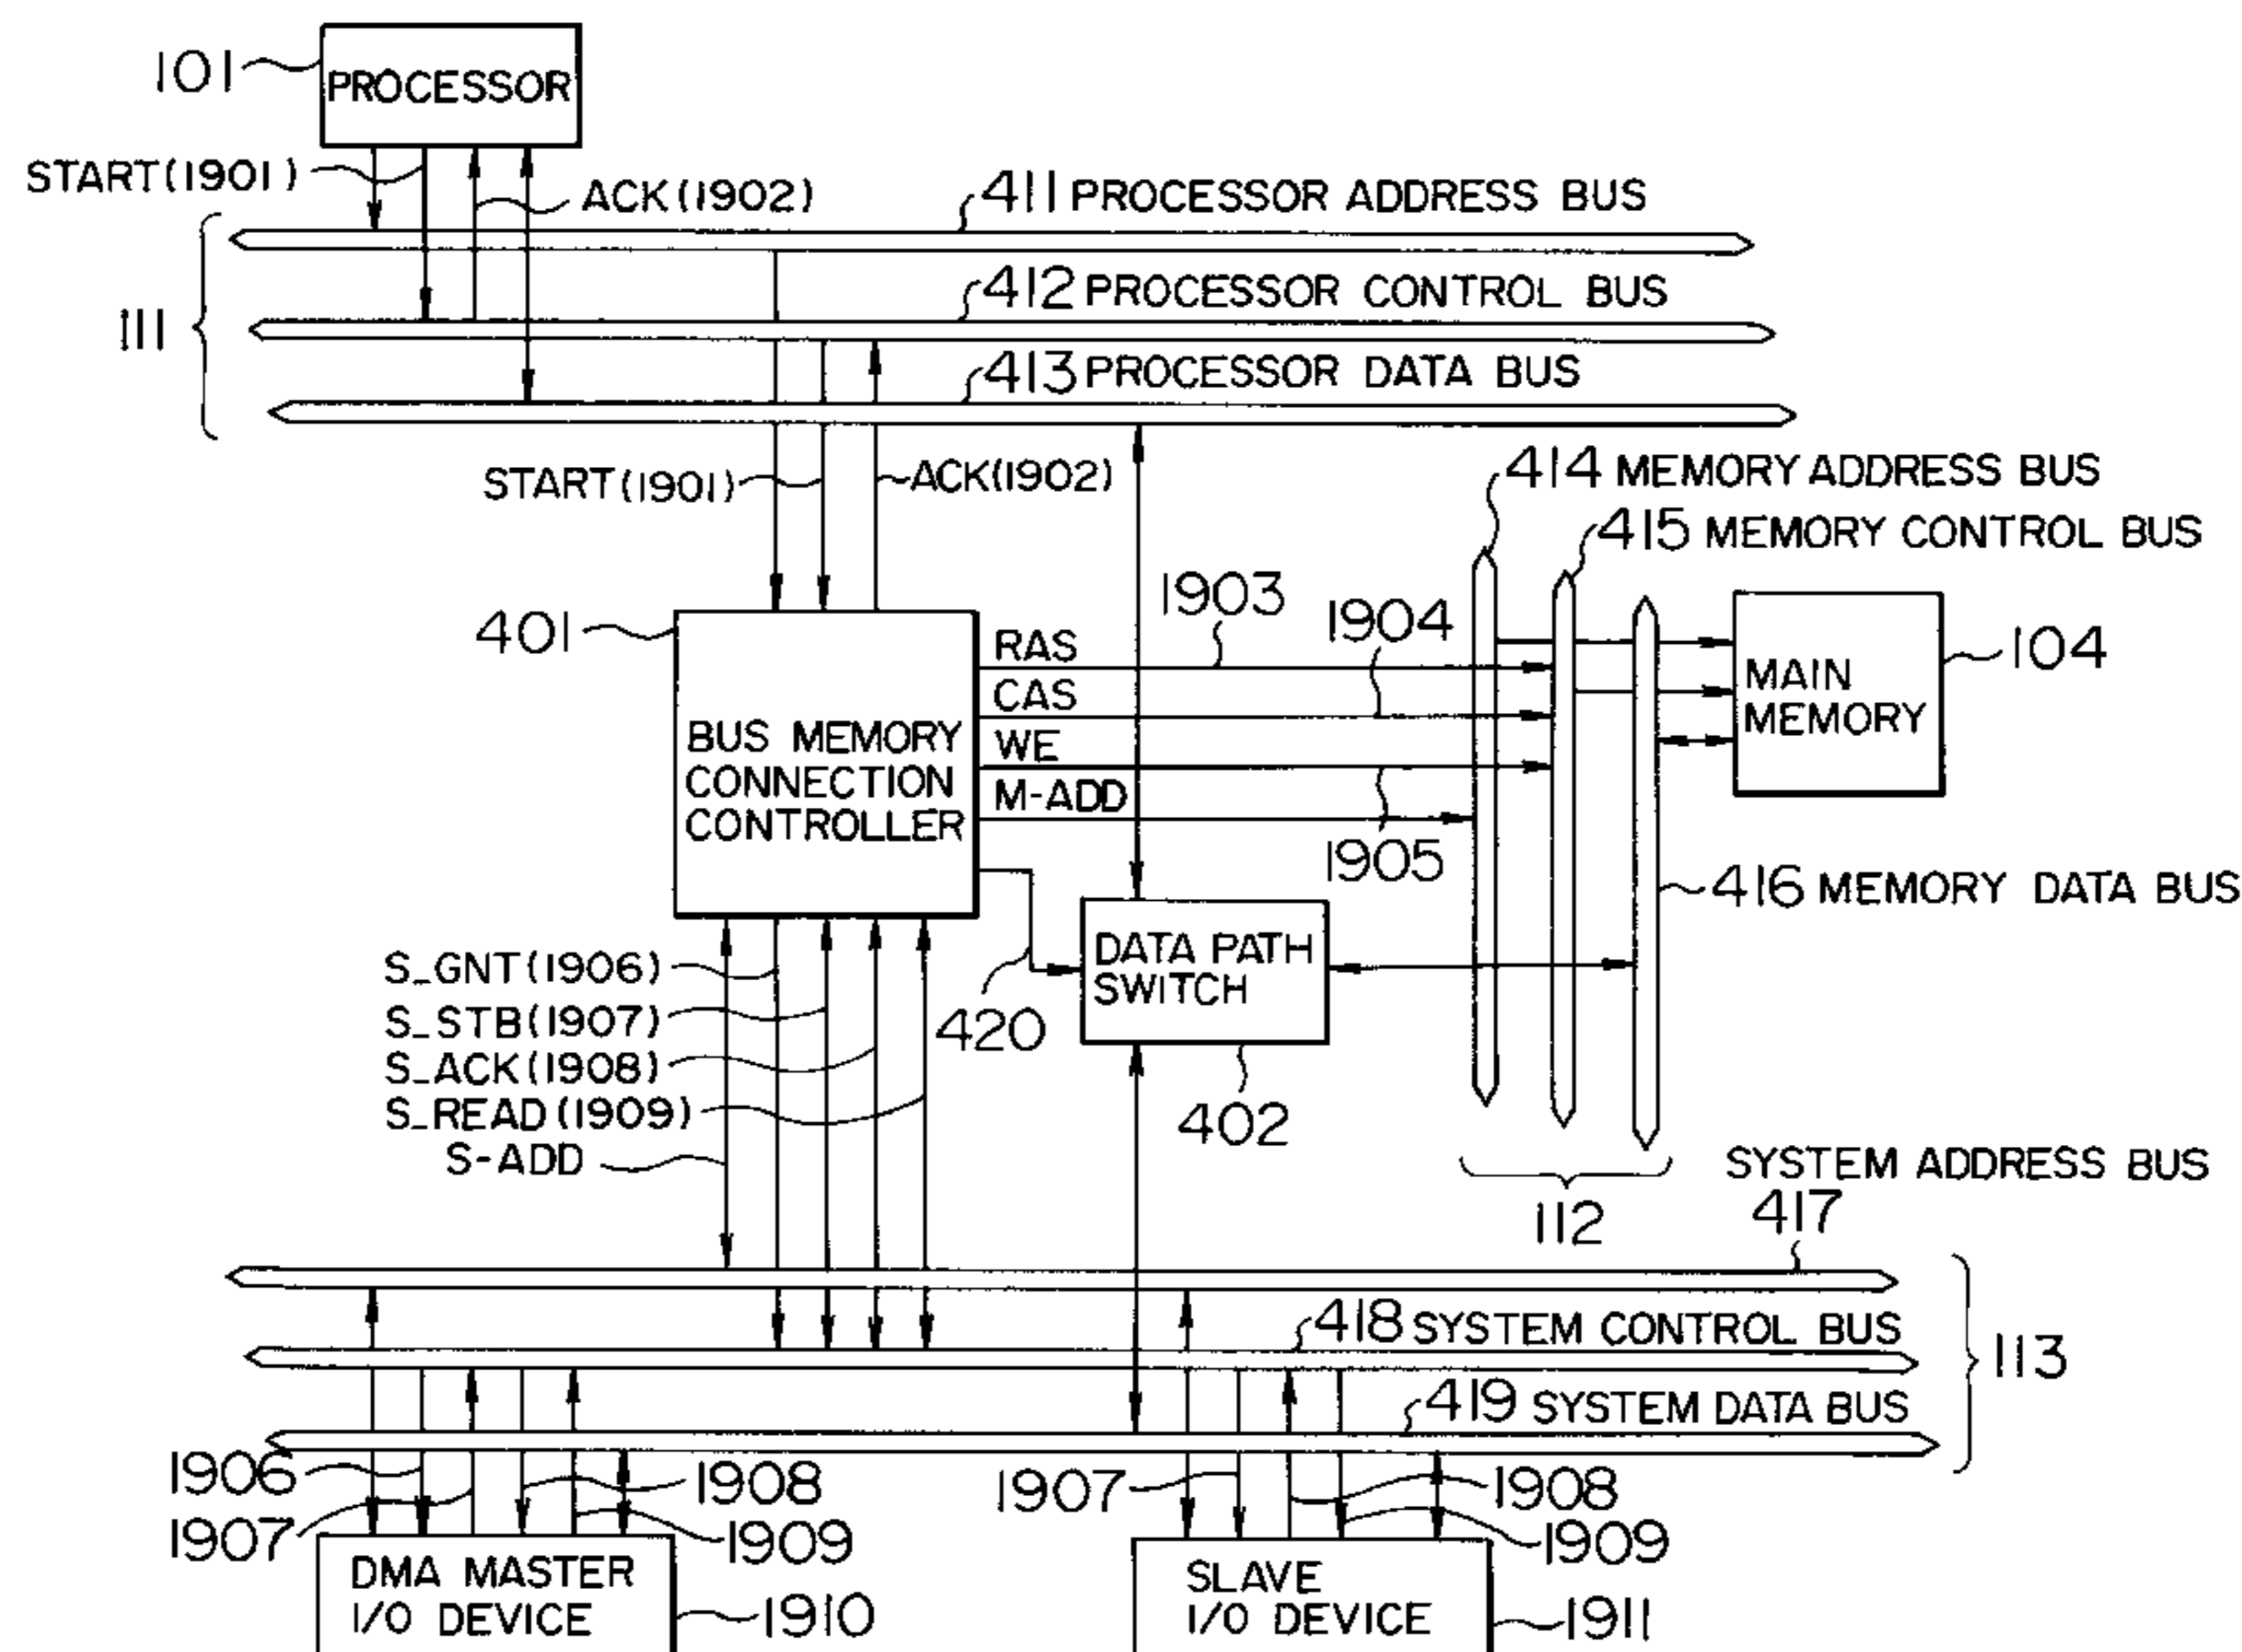 101
PROCESSOR
START(1901)
ACK(1902)
411 PROCESSOR ADDRESS BUS
412 PROCESSOR CONTROL BUS
111
413 PROCESSOR DATA BUS
START(1901)
ACK(1902)
414 MEMORY ADDRESS BUS
415 MEMORY CONTROL BUS
401
1903
1904
RAS
CAS
WE
M-ADD
BUS MEMORY
CONNECTION
CONTROLLER
MAIN
MEMORY
104
1905
416 MEMORY DATA BUS
DATA PATH
SWITCH
S_GNT(1906)
S_STB(1907)
S_ACK(1908)
S_READ(1909)
S-ADD
420
402
112
SYSTEM ADDRESS BUS
417
418 SYSTEM CONTROL BUS
113
419 SYSTEM DATA BUS
1906
1908
1907
1908
1907
1909
1909
DMA MASTER
I/O DEVICE
1910
SLAVE
I/O DEVICE
1911